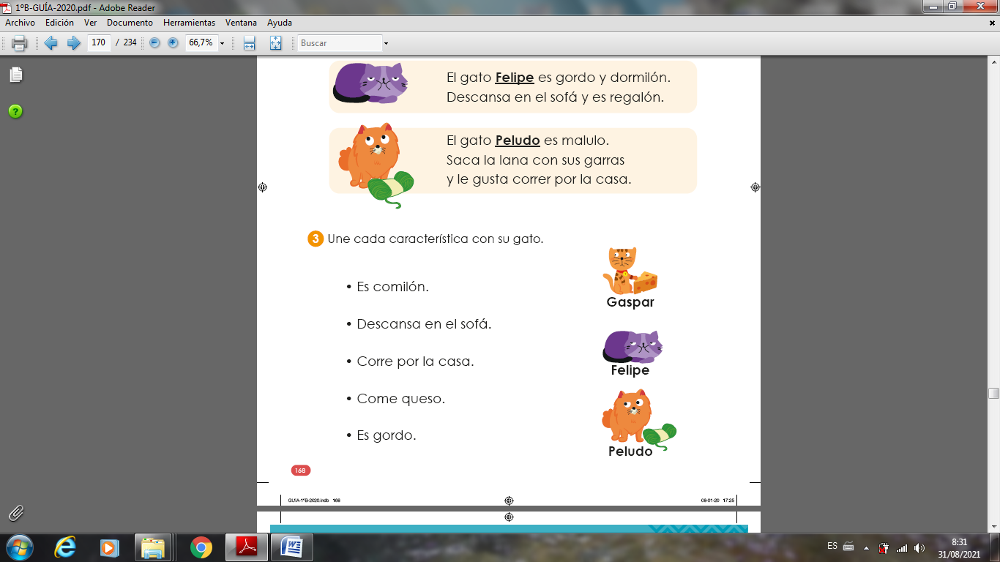 1ºB-GUÍA-2020.pdf - Adobe Reader
Archivo Edición Ver Documento Herramientas Ventana Ayuda
170 / 234 66,7% Buscar
El gato Felipe es gordo y dormilón.
Descansa en el sofá y es regalón.
El gato Peludo es malulo.
Saca la lana con sus garras
y le gusta correr por la casa.
3 Une cada característica con su gato.
• Es comilón.
Gaspar
• Descansa en el sofá.
• Corre por la casa.
Felipe
• Come queso.
• Es gordo.
Peludo
168
GUIA-1ºB-2020.indb 168 08-01-20 17:25
ES 8:31
31/08/2021